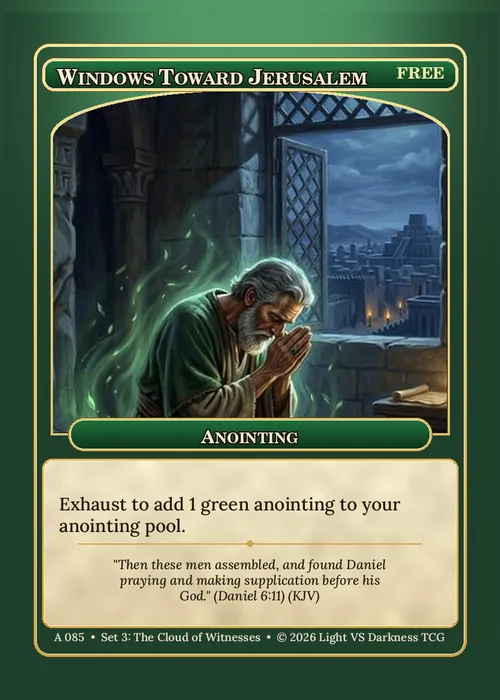 Windows Toward Jerusalem FREE
Anointing
Exhaust to add 1 green anointing to your
anointing pool.
"Then these men assembled, and found Daniel
praying and making supplication before his
God." (Daniel 6:11) (KJV)
A 085 • Set 3: The Cloud of Witnesses • © 2026 Light VS Darkness TCG